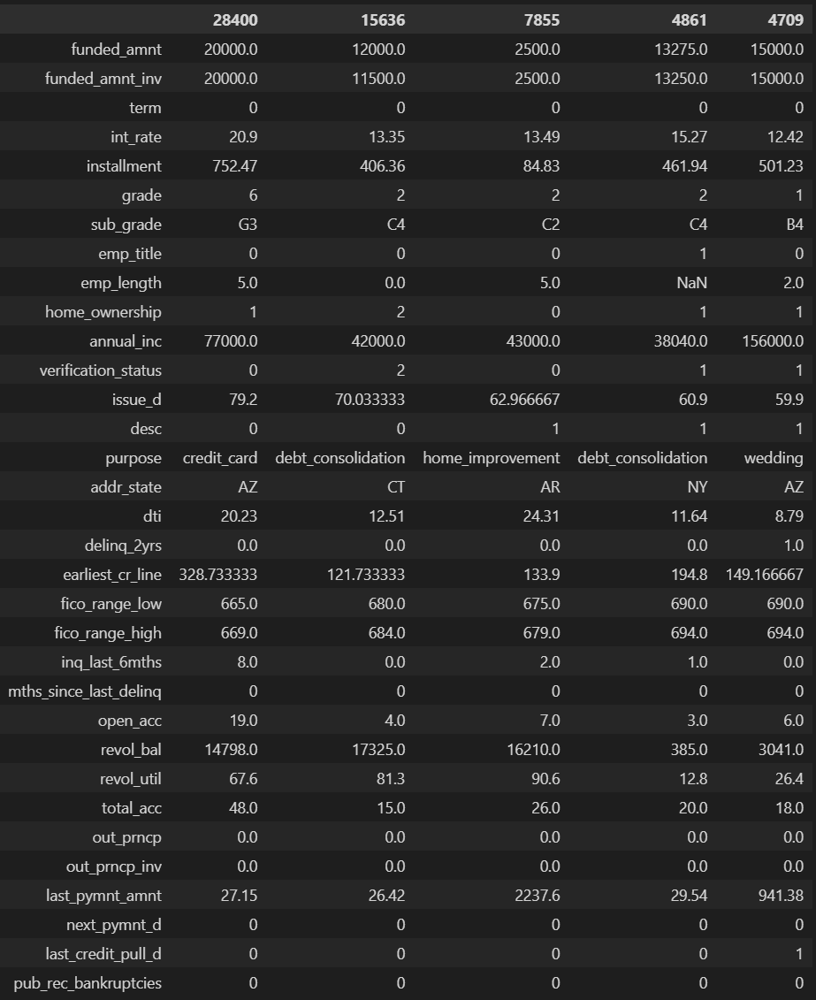 28400 15636 7855 4861 4709
funded_amnt 20000.0 12000.0 2500.0 13275.0 15000.0
funded_amnt_inv 20000.0 11500.0 2500.0 13250.0 15000.0
term 0 0 0 0 0
int_rate 20.9 13.35 13.49 15.27 12.42
installment 752.47 406.36 84.83 461.94 501.23
grade 6 2 2 2 1
sub_grade G3 C4 C2 C4 B4
emp_title 0 0 0 1 0
emp_length 5.0 0.0 5.0 NaN 2.0
home_ownership 1 2 0 1 1
annual_inc 77000.0 42000.0 43000.0 38040.0 156000.0
verification_status 0 2 0 1 1
issue_d 79.2 70.033333 62.966667 60.9 59.9
desc 0 0 1 1 1
purpose credit_card debt_consolidation home_improvement debt_consolidation wedding
addr_state AZ CT AR NY AZ
dti 20.23 12.51 24.31 11.64 8.79
delinq_2yrs 0.0 0.0 0.0 0.0 1.0
earliest_cr_line 328.733333 121.733333 133.9 194.8 149.166667
fico_range_low 665.0 680.0 675.0 690.0 690.0
fico_range_high 669.0 684.0 679.0 694.0 694.0
inq_last_6mths 8.0 0.0 2.0 1.0 0.0
mths_since_last_delinq 0 0 0 0 0
open_acc 19.0 4.0 7.0 3.0 6.0
revol_bal 14798.0 17325.0 16210.0 385.0 3041.0
revol_util 67.6 81.3 90.6 12.8 26.4
total_acc 48.0 15.0 26.0 20.0 18.0
out_prncp 0.0 0.0 0.0 0.0 0.0
out_prncp_inv 0.0 0.0 0.0 0.0 0.0
last_pymnt_amnt 27.15 26.42 2237.6 29.54 941.38
next_pymnt_d 0 0 0 0 0
last_credit_pull_d 0 0 0 0 1
pub_rec_bankruptcies 0 0 0 0 0